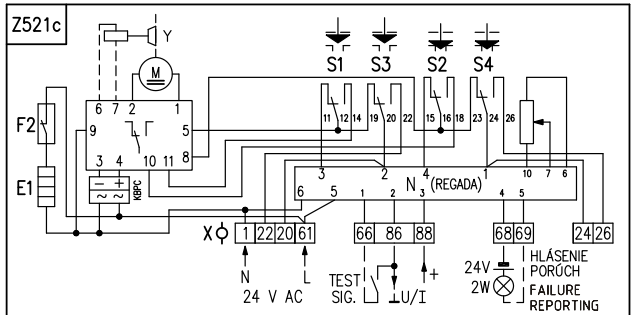 Z521c
Y
M
S1 S3 S2 S4
6 7 2 1
9 5
8
3 4 10 11
F2
E1
− +
~ ~
KBPC
11 12 14 19 20 22 15 16 18 23 24 26
10 7 6
3 2 4 1
N (REGADA)
6 5 1 2 3 4 5
X 1 22 20 61 66 86 88 68 69 24 26
N L
24 V AC
TEST
SIG.
⊥U/I
+
24V
2W
HLÁSENIE
PORÚCH
FAILURE
REPORTING